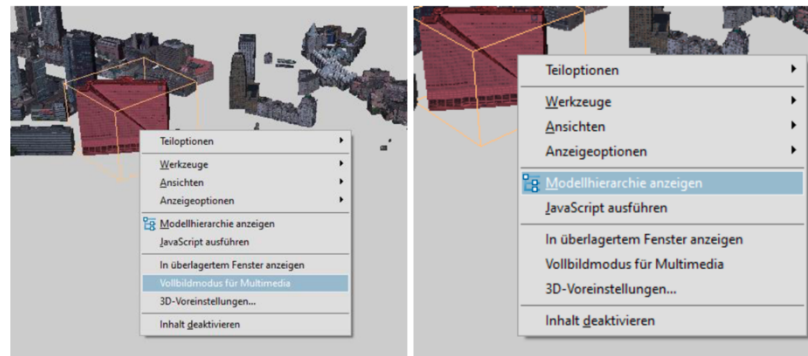 Teiloptionen
Werkzeuge
Ansichten
Anzeigeoptionen
Modellhierarchie anzeigen
JavaScript ausführen
In überlagertem Fenster anzeigen
Vollbildmodus für Multimedia
3D-Voreinstellungen...
Inhalt deaktivieren
Teiloptionen
Werkzeuge
Ansichten
Anzeigeoptionen
Modellhierarchie anzeigen
JavaScript ausführen
In überlagertem Fenster anzeigen
Vollbildmodus für Multimedia
3D-Voreinstellungen...
Inhalt deaktivieren